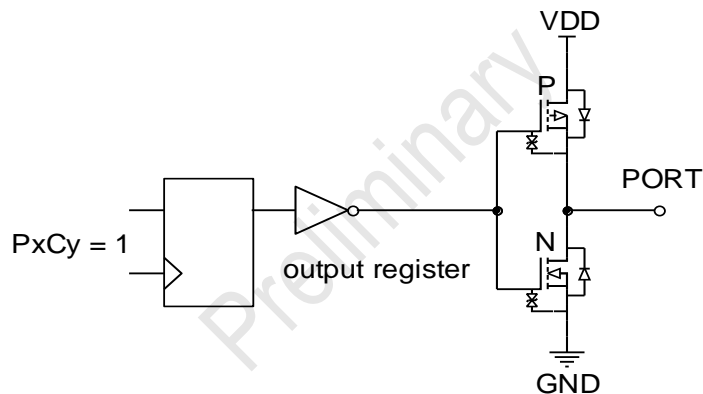 VDD
P
PORT
PxCy = 1
N
output register
GND
Preliminary